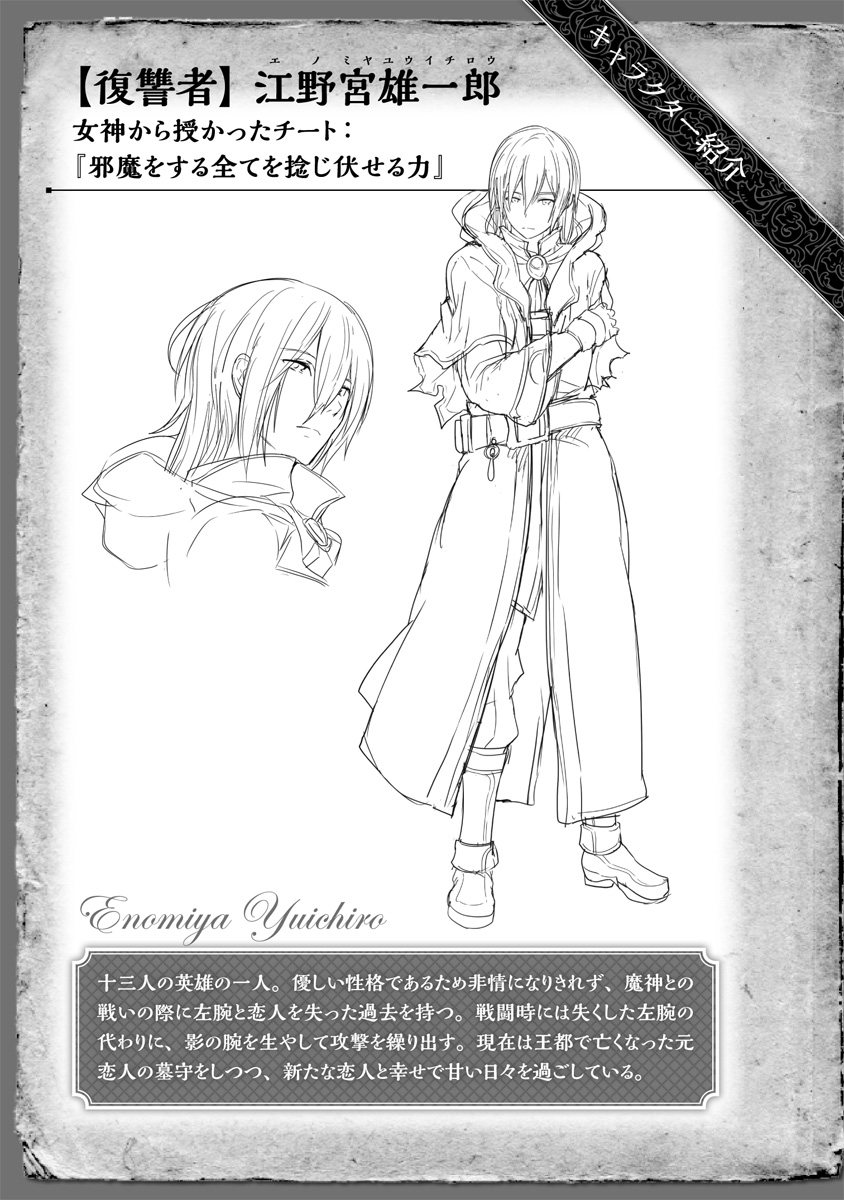 キャラクター紹介
エノミヤユウイチロウ
【復讐者】江野宮雄一郎
女神から授かったチート：
『邪魔をする全てを捻じ伏せる力』
Enomiya Yuichiro
十三人の英雄の一人。優しい性格であるため非情になりきれず、魔神との
戦いの際に左腕と恋人を失った過去を持つ。戦闘時には失くした左腕の
代わりに、影の腕を生やして攻撃を繰り出す。現在は王都で亡くなった元
恋人の墓守をしつつ、新たな恋人と幸せで甘い日々を過ごしている。